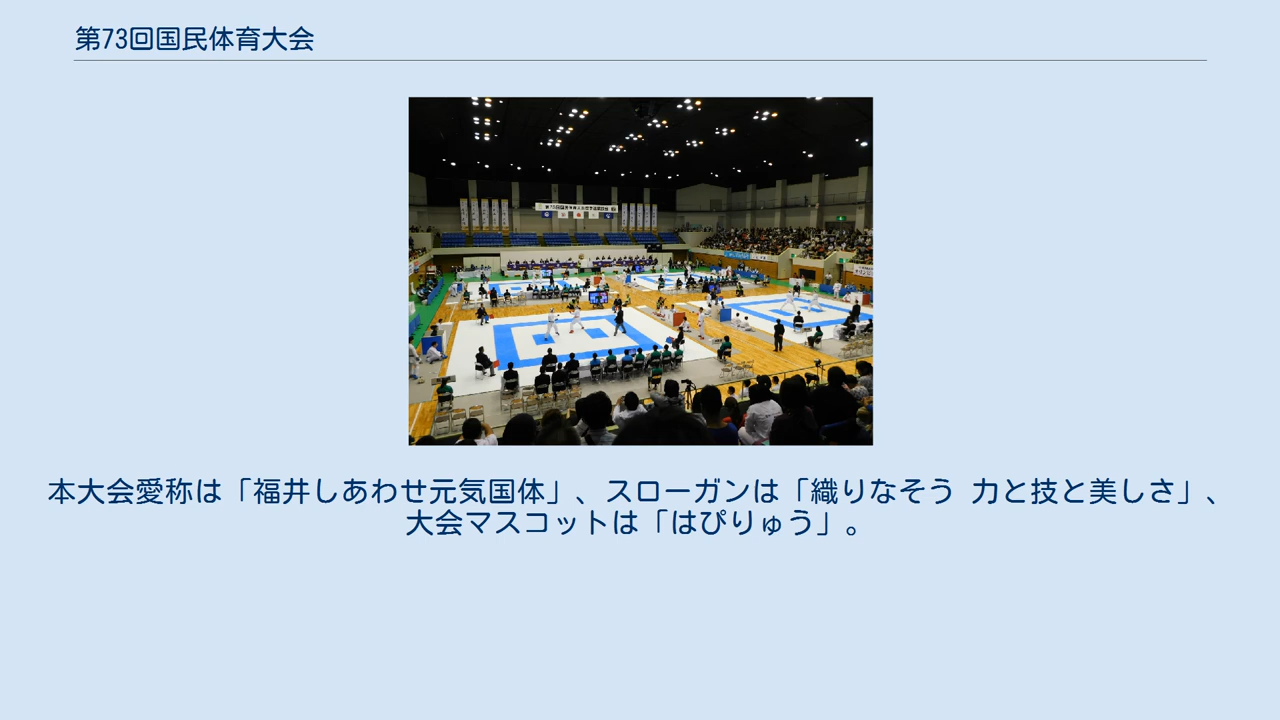 第73回国民体育大会
本大会愛称は「福井しあわせ元気国体」、スローガンは「織りなそう 力と技と美しさ」、
大会マスコットは「はぴりゅう」。